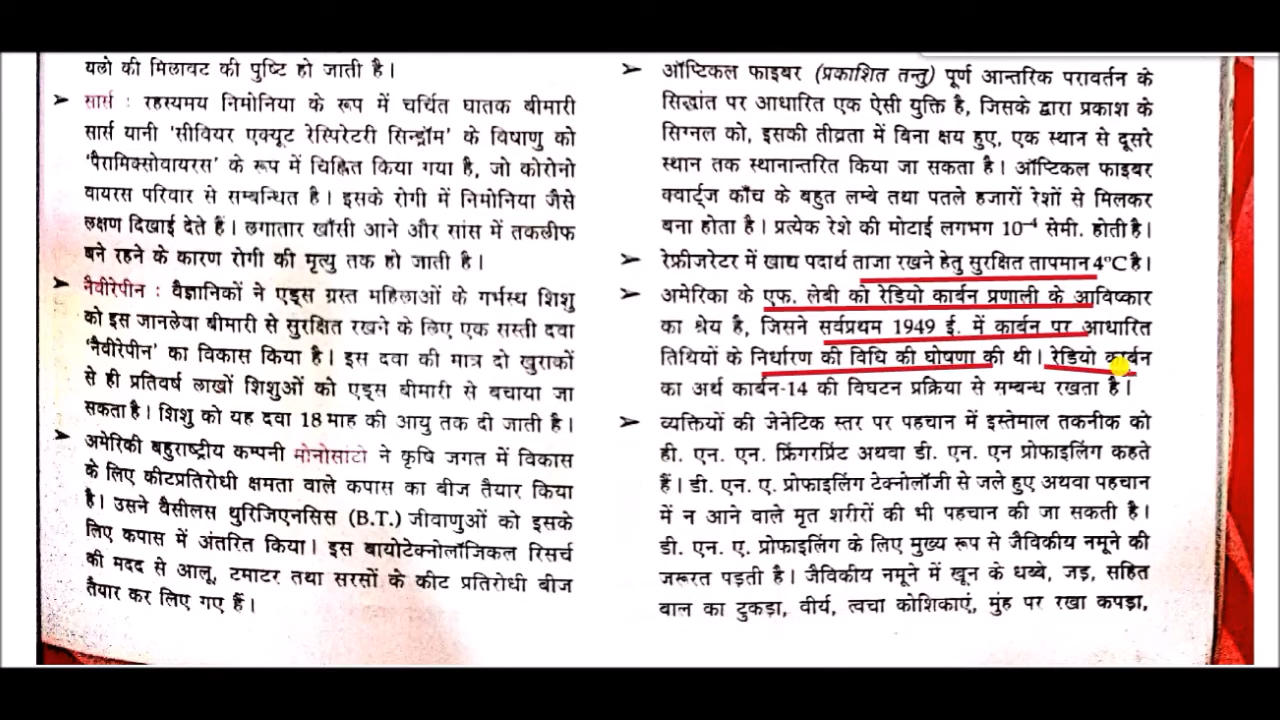 यलो की मिलावट की पुष्टि हो जाती है।
➤ सार्स : रहस्यमय निमोनिया के रूप में चर्चित घातक बीमारी
सार्स यानी 'सीवियर एक्यूट रेस्पिरेटरी सिन्ड्रॉम' के विषाणु को
'पैरामिक्सोवायरस' के रूप में चिह्नित किया गया है, जो कोरोनो
वायरस परिवार से सम्बन्धित है। इसके रोगी में निमोनिया जैसे
लक्षण दिखाई देते हैं। लगातार खाँसी आने और सांस में तकलीफ
बने रहने के कारण रोगी की मृत्यु तक हो जाती है।
➤ नैवीरेपीन : वैज्ञानिकों ने एड्स ग्रस्त महिलाओं के गर्भस्थ शिशु
को इस जानलेवा बीमारी से सुरक्षित रखने के लिए एक सस्ती दवा
'नैवीरेपीन' का विकास किया है। इस दवा की मात्र दो खुराकों
से ही प्रतिवर्ष लाखों शिशुओं को एड्स बीमारी से बचाया जा
सकता है। शिशु को यह दवा 18 माह की आयु तक दी जाती है।
➤ अमेरिकी बहुराष्ट्रीय कम्पनी मोनोसांटो ने कृषि जगत में विकास
के लिए कीटप्रतिरोधी क्षमता वाले कपास का बीज तैयार किया
है। उसने वैसीलस थुरिजिएनसिस (B.T.) जीवाणुओं को इसके
लिए कपास में अंतरित किया। इस बायोटेक्नोलॉजिकल रिसर्च
की मदद से आलू, टमाटर तथा सरसों के कीट प्रतिरोधी बीज
तैयार कर लिए गए हैं।
➤ ऑप्टिकल फाइबर (प्रकाशित तन्तु) पूर्ण आन्तरिक परावर्तन के
सिद्धांत पर आधारित एक ऐसी युक्ति है, जिसके द्वारा प्रकाश के
सिग्नल को, इसकी तीव्रता में बिना क्षय हुए, एक स्थान से दूसरे
स्थान तक स्थानान्तरित किया जा सकता है। ऑप्टिकल फाइबर
क्वार्ट्ज काँच के बहुत लम्बे तथा पतले हजारों रेशों से मिलकर
बना होता है। प्रत्येक रेशे की मोटाई लगभग 10⁻⁴ सेमी. होती है।
➤ रेफ्रीजरेटर में खाद्य पदार्थ ताजा रखने हेतु सुरक्षित तापमान 4°C है।
➤ अमेरिका के एफ. लेबी को रेडियो कार्बन प्रणाली के आविष्कार
का श्रेय है, जिसने सर्वप्रथम 1949 ई. में कार्बन पर आधारित
तिथियों के निर्धारण की विधि की घोषणा की थी। रेडियो कार्बन
का अर्थ कार्बन-14 की विघटन प्रक्रिया से सम्बन्ध रखता है।
➤ व्यक्तियों की जेनेटिक स्तर पर पहचान में इस्तेमाल तकनीक को
डी. एन. एन. फ्रिंगरप्रिंट अथवा डी. एन. एन प्रोफाइलिंग कहते
हैं। डी. एन. ए. प्रोफाइलिंग टेक्नोलॉजी से जले हुए अथवा पहचान
में न आने वाले मृत शरीरों की भी पहचान की जा सकती है।
डी. एन. ए. प्रोफाइलिंग के लिए मुख्य रूप से जैविकीय नमूने की
जरूरत पड़ती है। जैविकीय नमूने में खून के धब्बे, जड़, सहित
बाल का टुकड़ा, वीर्य, त्वचा कोशिकाएं, मुंह पर रखा कपड़ा,